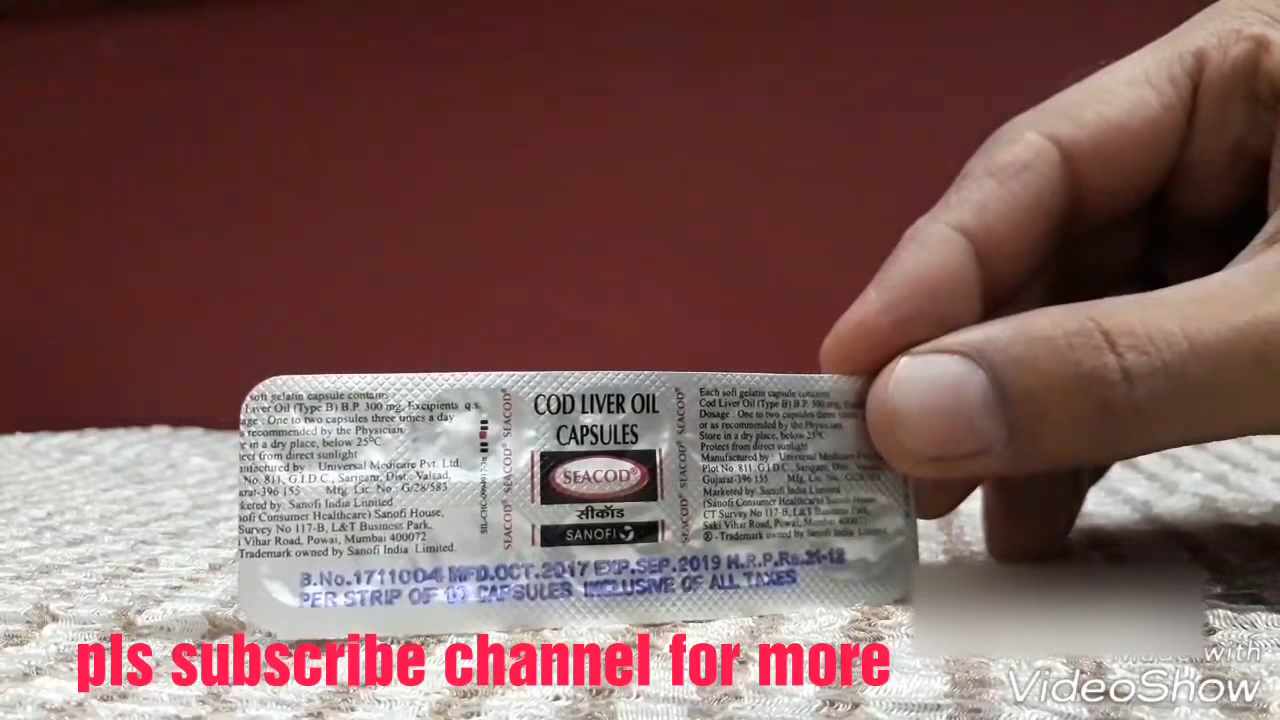 soft gelatin capsule contains
Liver Oil (Type B) B.P. 300 mg, Excipients q.s.
One to two capsules three times a day
recommended by the Physician
in a dry place, below 25°C
from direct sunlight
by : Universal Medicare Pvt. Ltd.
No. 811, G.I.D.C., Sarigam, Dist : Valsad,
396 155 Mfg. Lic. No. G/28/583
by : Sanofi India Limited
Consumer Healthcare) Sanofi House,
Survey No 117-B, L&T Business Park,
Vihar Road, Powai, Mumbai 400072
Trademark owned by Sanofi India Limited.
SEACOD® SEACOD® SEACOD®
COD LIVER OIL
CAPSULES
SEACOD®
सीकॉड
SANOFI
SEACOD® SEACOD® SEACOD®
Each soft gelatin capsule contains
Cod Liver Oil (Type B) B.P. 300 mg,
Dosage : One to two capsules three
or as recommended by the Physician
Store in a dry place, below 25°C
Protect from direct sunlight
Manufactured by : Universal Medicare
Plot No. 811, G.I.D.C., Sarigam, Dist: Valsad,
Gujarat-396 155 Mfg. Lic. No.
Marketed by: Sanofi India Limited
(Sanofi Consumer Healthcare) Sanofi House,
CT Survey No 117-B, L&T Business Park,
Saki Vihar Road, Powai, Mumbai 400072
® - Trademark owned by Sanofi India Limited
B.No.1711004 MFD.OCT.2017 EXP.SEP.2019 M.R.P.Rs.
PER STRIP OF CAPSULES INCLUSIVE OF ALL TAXES
pls subscribe channel for more
Made with
VideoShow